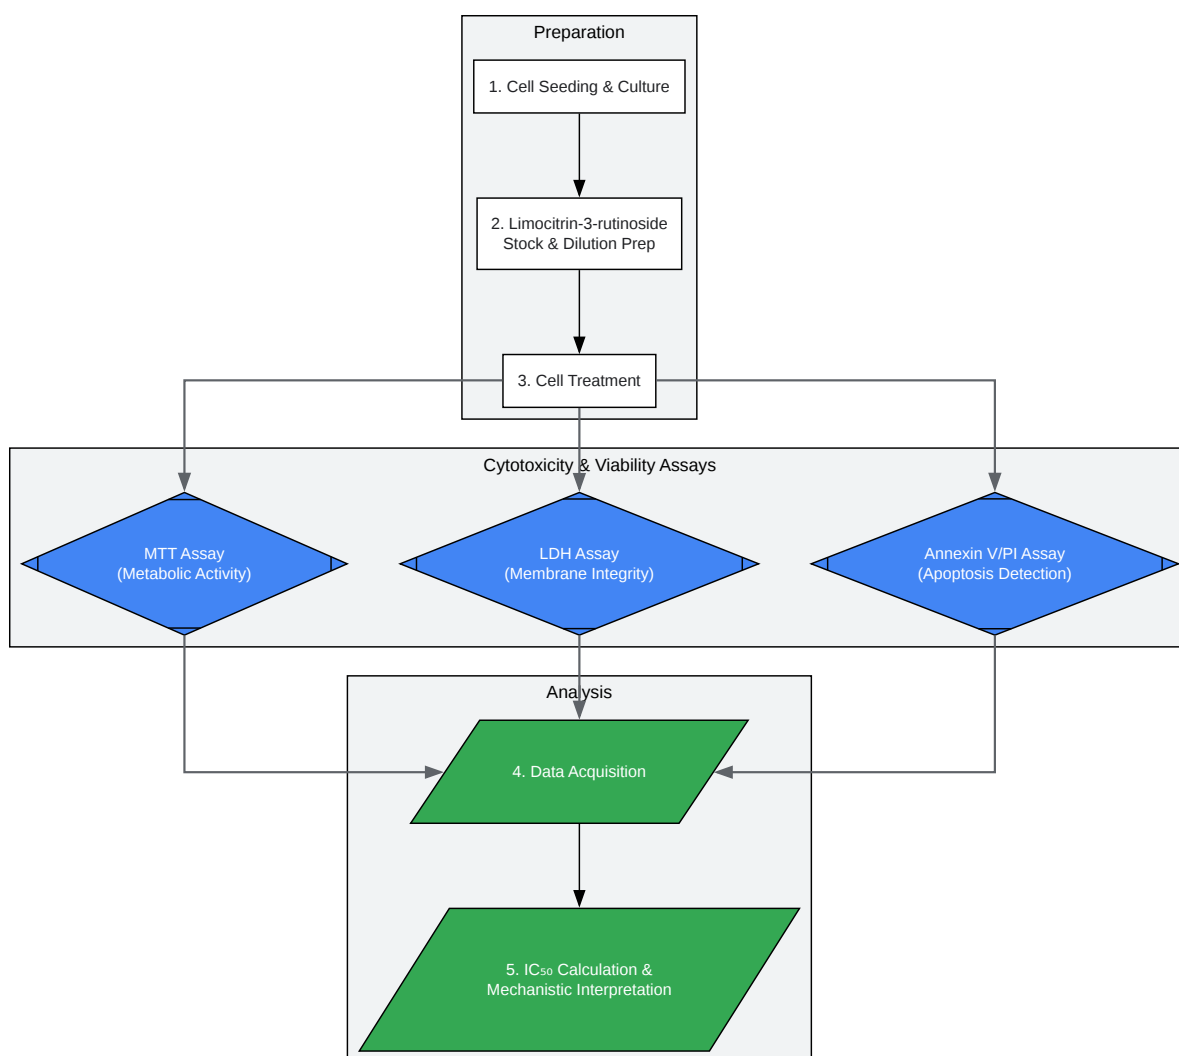 Preparation
1. Cell Seeding & Culture
2. Limocitrin-3-rutinoside
Stock & Dilution Prep
3. Cell Treatment
Cytotoxicity & Viability Assays
MTT Assay
(Metabolic Activity)
LDH Assay
(Membrane Integrity)
Annexin V/PI Assay
(Apoptosis Detection)
Analysis
4. Data Acquisition
5. IC₅₀ Calculation &
Mechanistic Interpretation